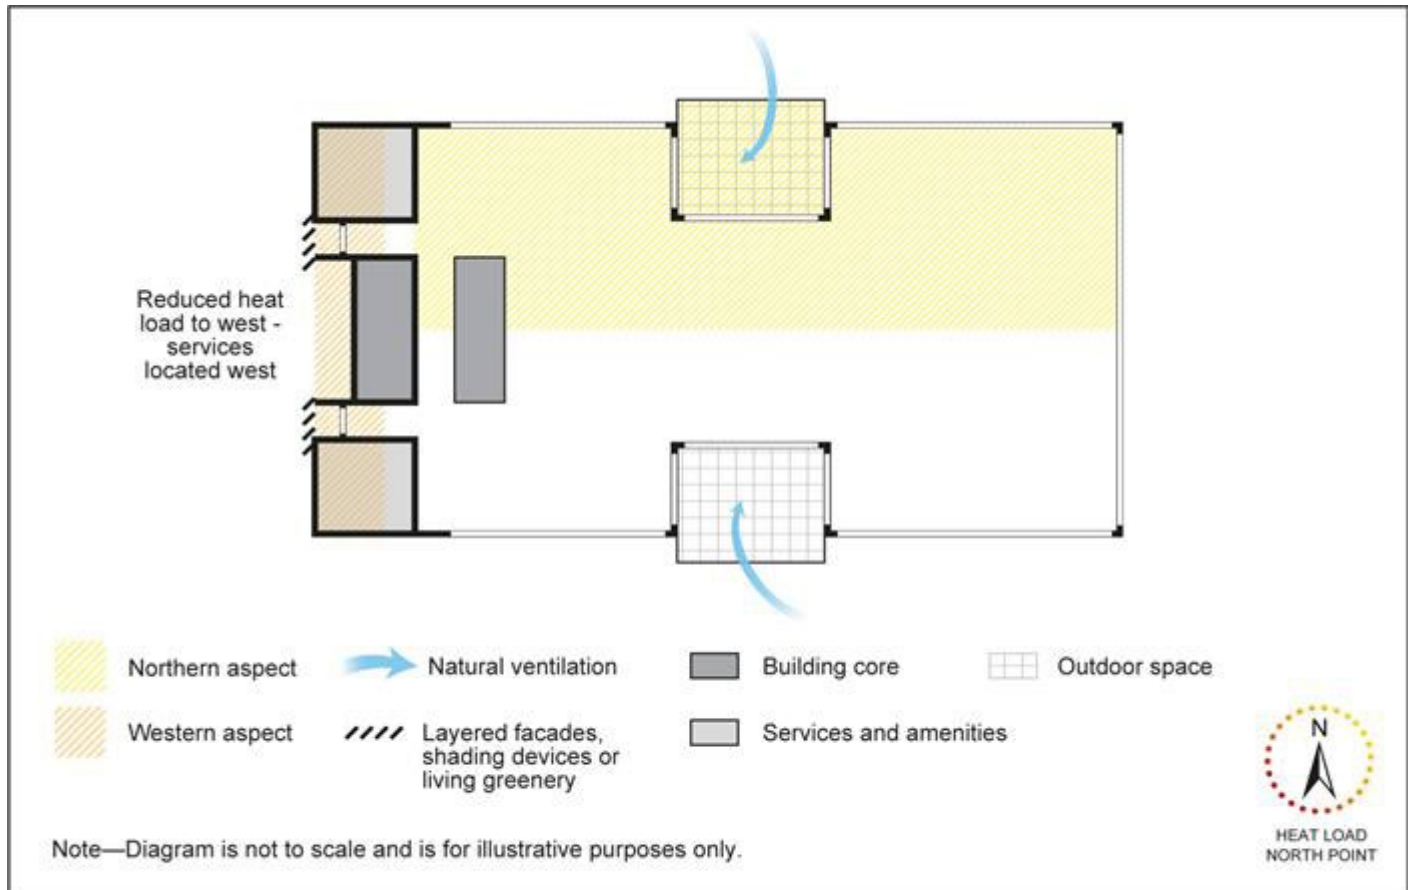 Reduced heat
load to west -
services
located west
Northern aspect
Natural ventilation
Building core
Outdoor space
Western aspect
Layered facades,
shading devices or
living greenery
Services and amenities
N
HEAT LOAD
NORTH POINT
Note—Diagram is not to scale and is for illustrative purposes only.